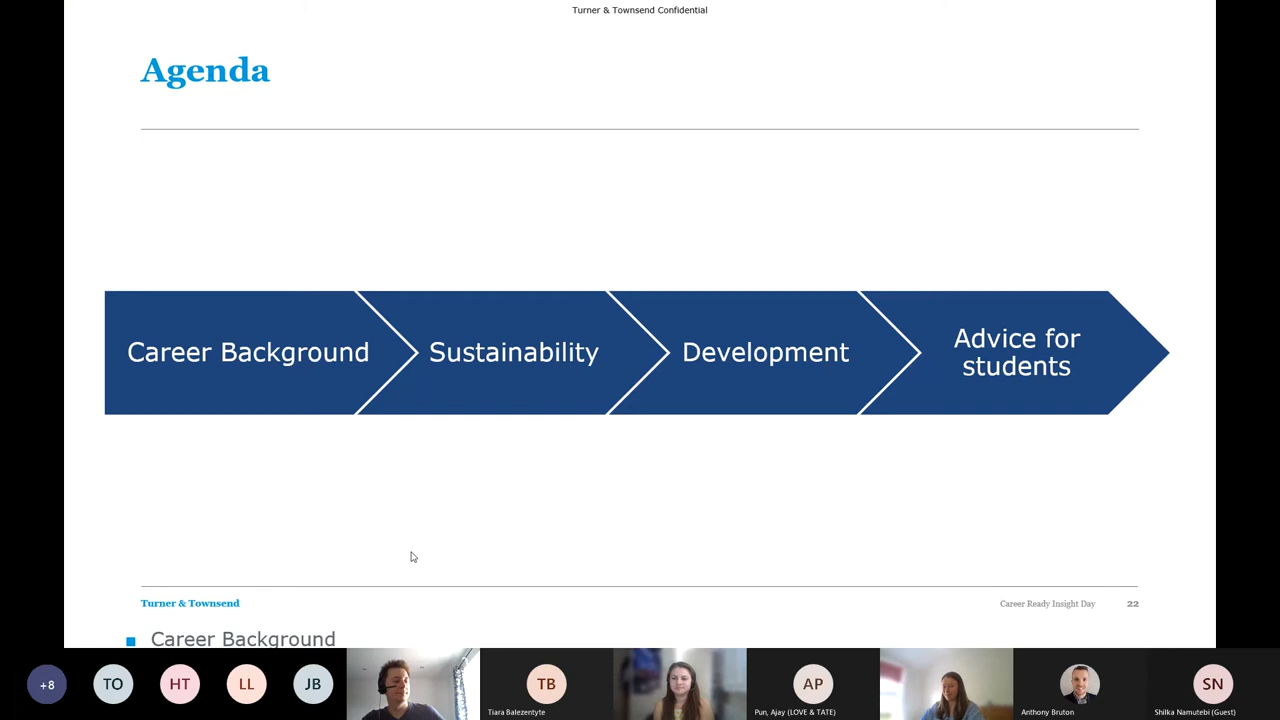 Turner & Townsend Confidential
Agenda
Career Background
Sustainability
Development
Advice for
students
Turner & Townsend
Career Ready Insight Day
22
Career Background
+8
TO
HT
LL
JB
TB
Tiara Balezentyte
AP
Pun, Ajay (LOVE & TATE)
Anthony Bruton
SN
Shilka Namutebi (Guest)